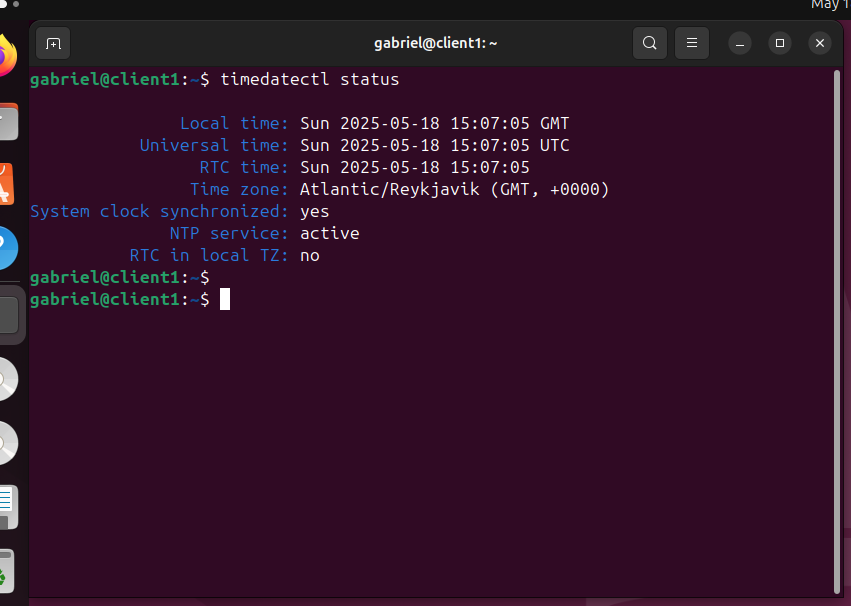 May 1
gabriel@client1: ~
gabriel@client1:~$ timedatectl status
Local time: Sun 2025-05-18 15:07:05 GMT
Universal time: Sun 2025-05-18 15:07:05 UTC
RTC time: Sun 2025-05-18 15:07:05
Time zone: Atlantic/Reykjavik (GMT, +0000)
System clock synchronized: yes
NTP service: active
RTC in local TZ: no
gabriel@client1:~$
gabriel@client1:~$